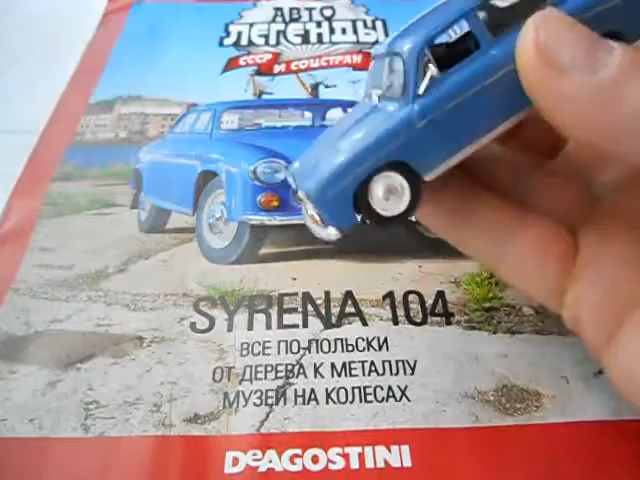 АВТО
ЛЕГЕНДЫ
СССР И СОЦСТРАН
SYRENA 104
ВСЕ ПО-ПОЛЬСКИ
ОТ ДЕРЕВА К МЕТАЛЛУ
МУЗЕЙ НА КОЛЕСАХ
DeAGOSTINI